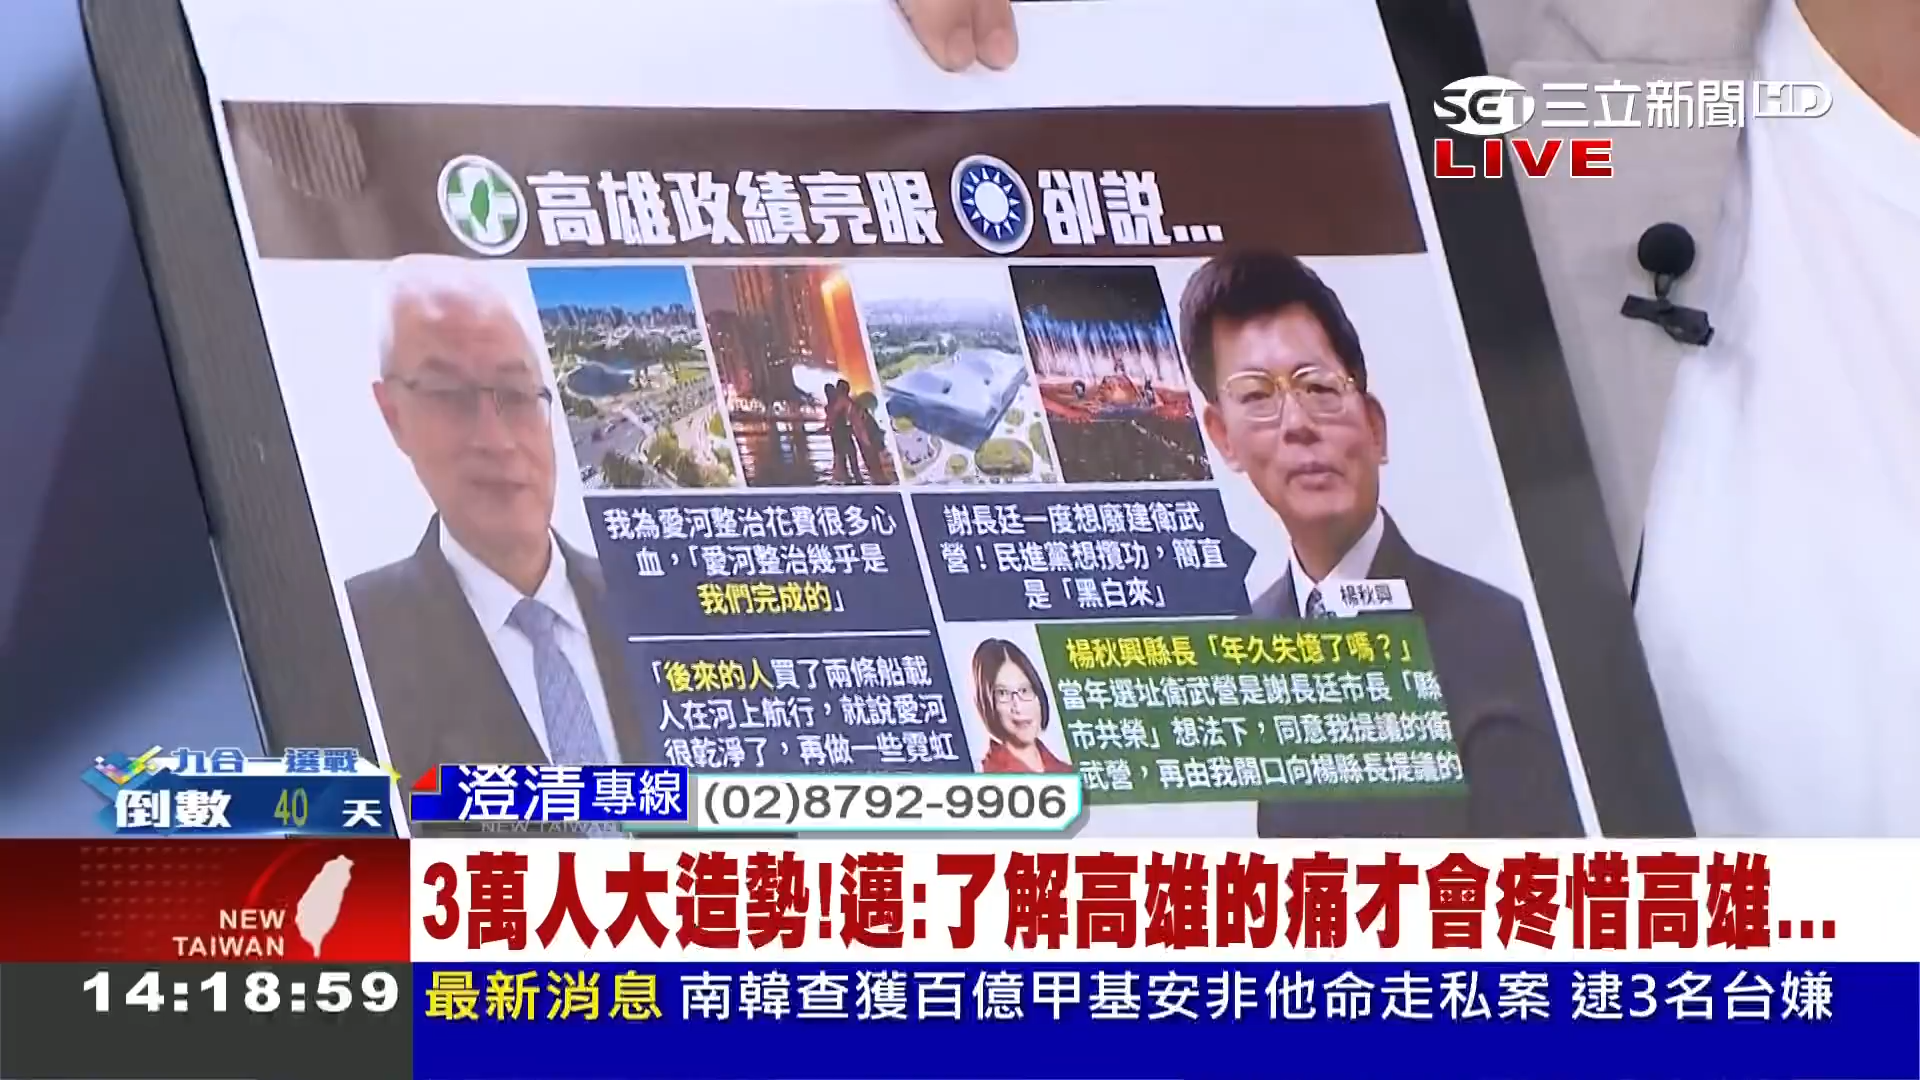 SET三立新聞HD
LIVE
高雄政績亮眼 卻說...
我為愛河整治花費很多心
血，「愛河整治幾乎是
我們完成的」
「後來的人買了兩條船載
人在河上航行，就說愛河
很乾淨了，再做一些霓虹
謝長廷一度想廢建衛武
營！民進黨想攬功，簡直
是「黑白來」
楊秋興
楊秋興縣長「年久失憶了嗎？」
當年選址衛武營是謝長廷市長「縣
市共榮」想法下，同意我提議的衛
武營，再由我開口向楊縣長提議的
九合一選戰
倒數 40 天
澄清專線 (02)8792-9906
NEW TAIWAN
NEW
TAIWAN
3萬人大造勢!邁:了解高雄的痛才會疼惜高雄...
14:18:59
最新消息 南韓查獲百億甲基安非他命走私案 逮3名台嫌